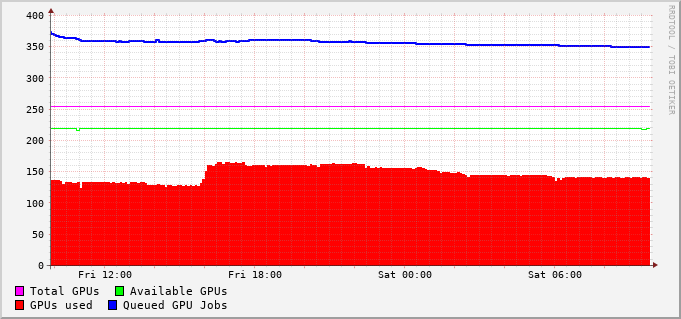 400
350
300
250
200
150
100
50
0
Fri 12:00 Fri 18:00 Sat 00:00 Sat 06:00
Total GPUs Available GPUs
GPUs used Queued GPU Jobs
RRDTOOL / TOBI OETIKER